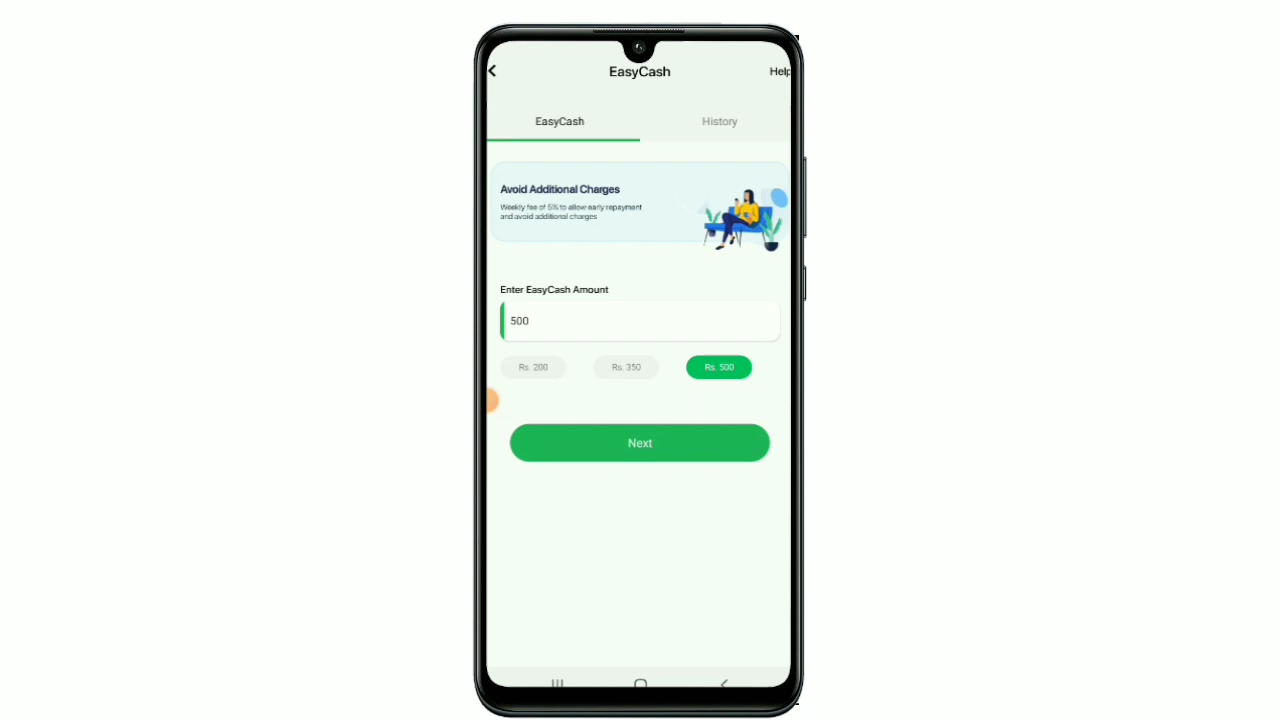 EasyCash
Help
EasyCash
History
Avoid Additional Charges
Weekly fee of 5% to allow early repayment
and avoid additional charges
Enter EasyCash Amount
500
Rs. 200
Rs. 350
Rs. 500
Next